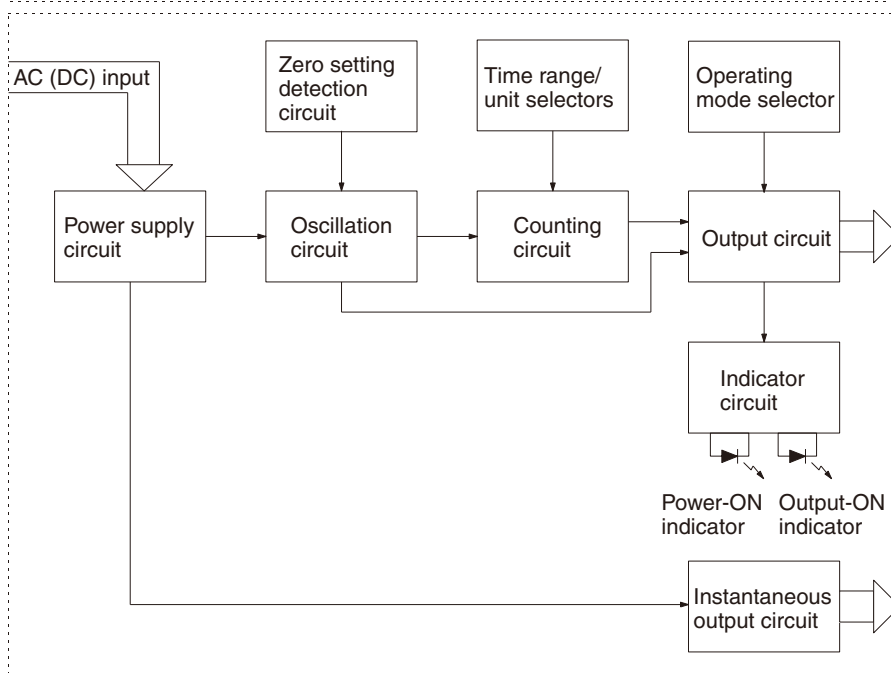 AC (DC) input
Zero setting
detection
circuit
Time range/
unit selectors
Operating
mode selector
Power supply
circuit
Oscillation
circuit
Counting
circuit
Output circuit
Indicator
circuit
Power-ON
indicator
Output-ON
indicator
Instantaneous
output circuit